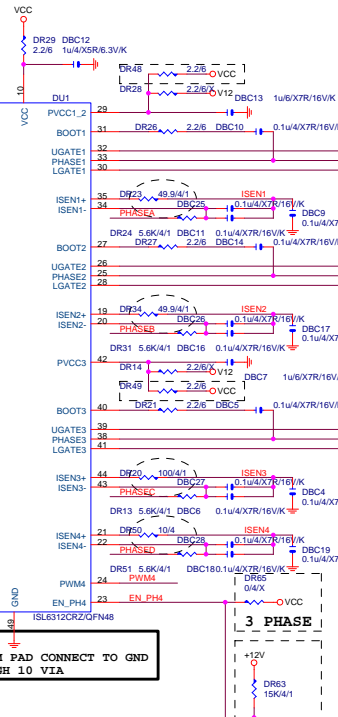 VCC
DR29 DBC12
2.2/6 1u/4/X5R/6.3V/K
DR48 2.2/6
VCC
DR28 2.2/6/X
V12
10
DU1
VCC
PVCC1_2 29
DBC13 1u/6/X7R/16V/K
BOOT1 31
DR26 2.2/6 DBC10 0.1u/4/X7R/16V/
UGATE1 32
PHASE1 33
LGATE1 30
ISEN1+ 35
DR23 49.9/4/1 ISEN1
ISEN1- 34
DBC25 0.1u/4/X7R/16V/K
PHASEA
DBC9
0.1u/4/X7
DR24 5.6K/4/1 DBC11 0.1u/4/X7R/16V/K
BOOT2 27
DR27 2.2/6 DBC14 0.1u/4/X7R/16V/
UGATE2 26
PHASE2 25
LGATE2 28
ISEN2+ 19
DR34 49.9/4/1 ISEN2
ISEN2- 20
DBC26 0.1u/4/X7R/16V/K
PHASEB
DBC17
0.1u/4/X7
DR31 5.6K/4/1 DBC16 0.1u/4/X7R/16V/K
PVCC3 42
DR14 2.2/6/X
V12
DBC7 1u/6/X7R/16V/
DR49 2.2/6
VCC
BOOT3 40
DR21 2.2/6 DBC5 0.1u/4/X7R/16V/
UGATE3 39
PHASE3 38
LGATE3 41
ISEN3+ 44
DR20 100/4/1 ISEN3
ISEN3- 43
DBC27 0.1u/4/X7R/16V/K
PHASEC
DBC4
0.1u/4/X7
DR13 5.6K/4/1 DBC6 0.1u/4/X7R/16V/K
ISEN4+ 21
DR50 10/4 ISEN4
ISEN4- 22
DBC28 0.1u/4/X7R/16V/K
PHASED
DBC19
0.1u/4/X7
DR51 5.6K/4/1 DBC18 0.1u/4/X7R/16V/K
PWM4 24 PWM4
EN_PH4 23 EN_PH4
DR65
0/4/X
VCC
GND
49
ISL6312CRZ/QFN48
3 PHASE
M PAD CONNECT TO GND
GH 10 VIA
+12V
DR63
15K/4/1